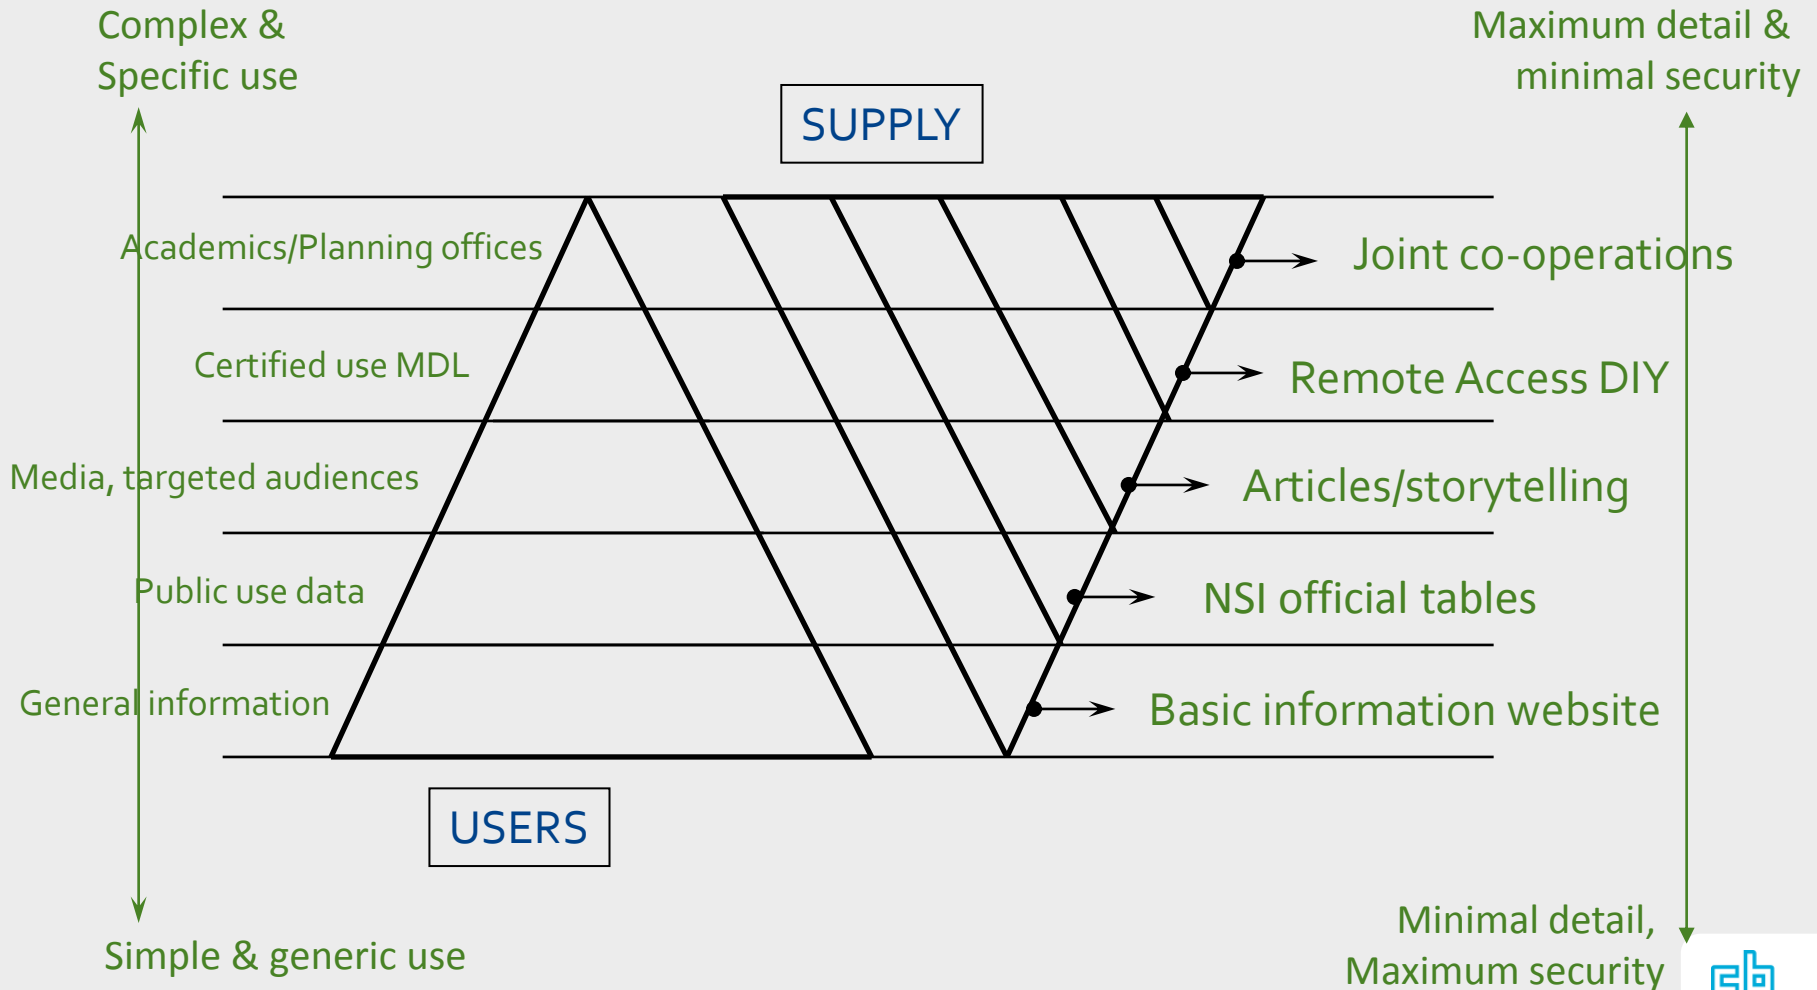 Complex &
Specific use
Maximum detail &
minimal security
SUPPLY
Academics/Planning offices
Joint co-operations
Certified use MDL
Remote Access DIY
Media, targeted audiences
Articles/storytelling
Public use data
NSI official tables
General information
Basic information website
USERS
Simple & generic use
Minimal detail,
Maximum security